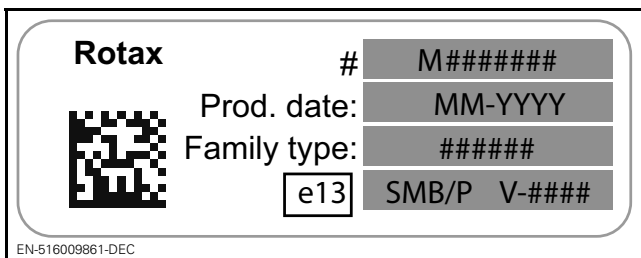 Rotax
# M#######
Prod. date: MM-YYYY
Family type: ######
e13 SMB/P V-####
EN-516009861-DEC